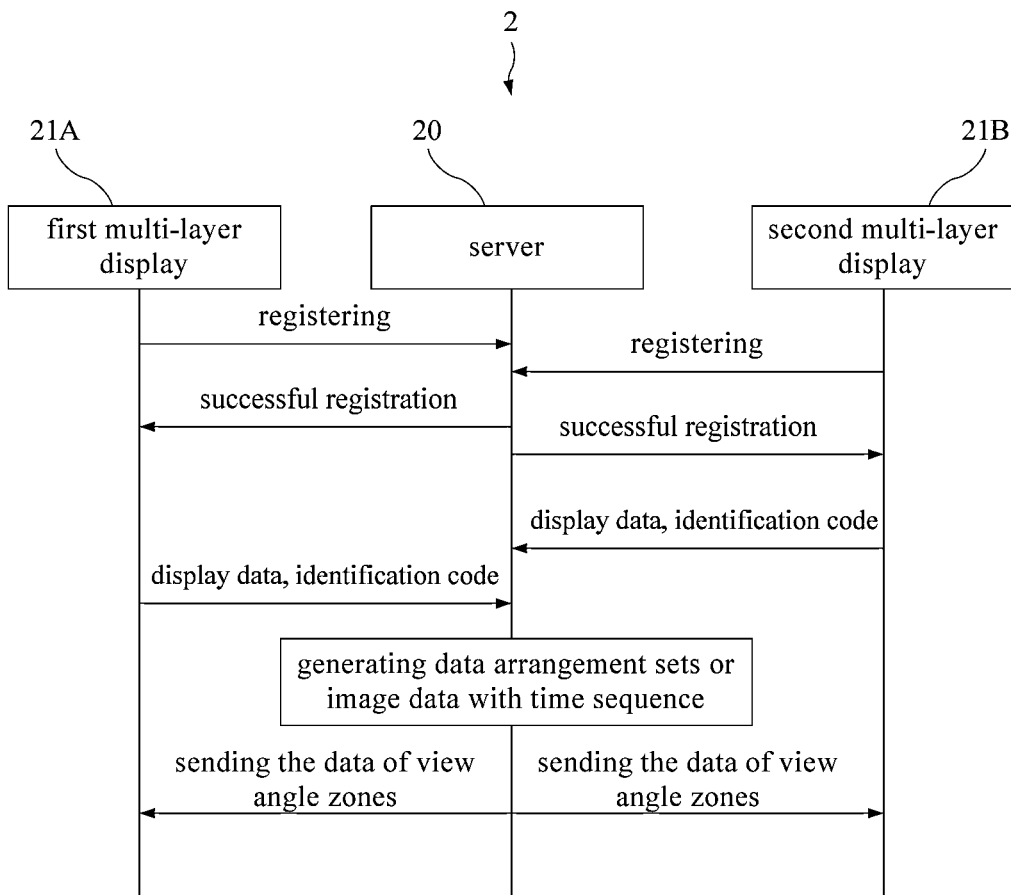 2
21A
20
21B
first multi-layer
display
server
second multi-layer
display
registering
registering
successful registration
successful registration
display data, identification code
display data, identification code
generating data arrangement sets or
image data with time sequence
sending the data of view
angle zones
sending the data of view
angle zones